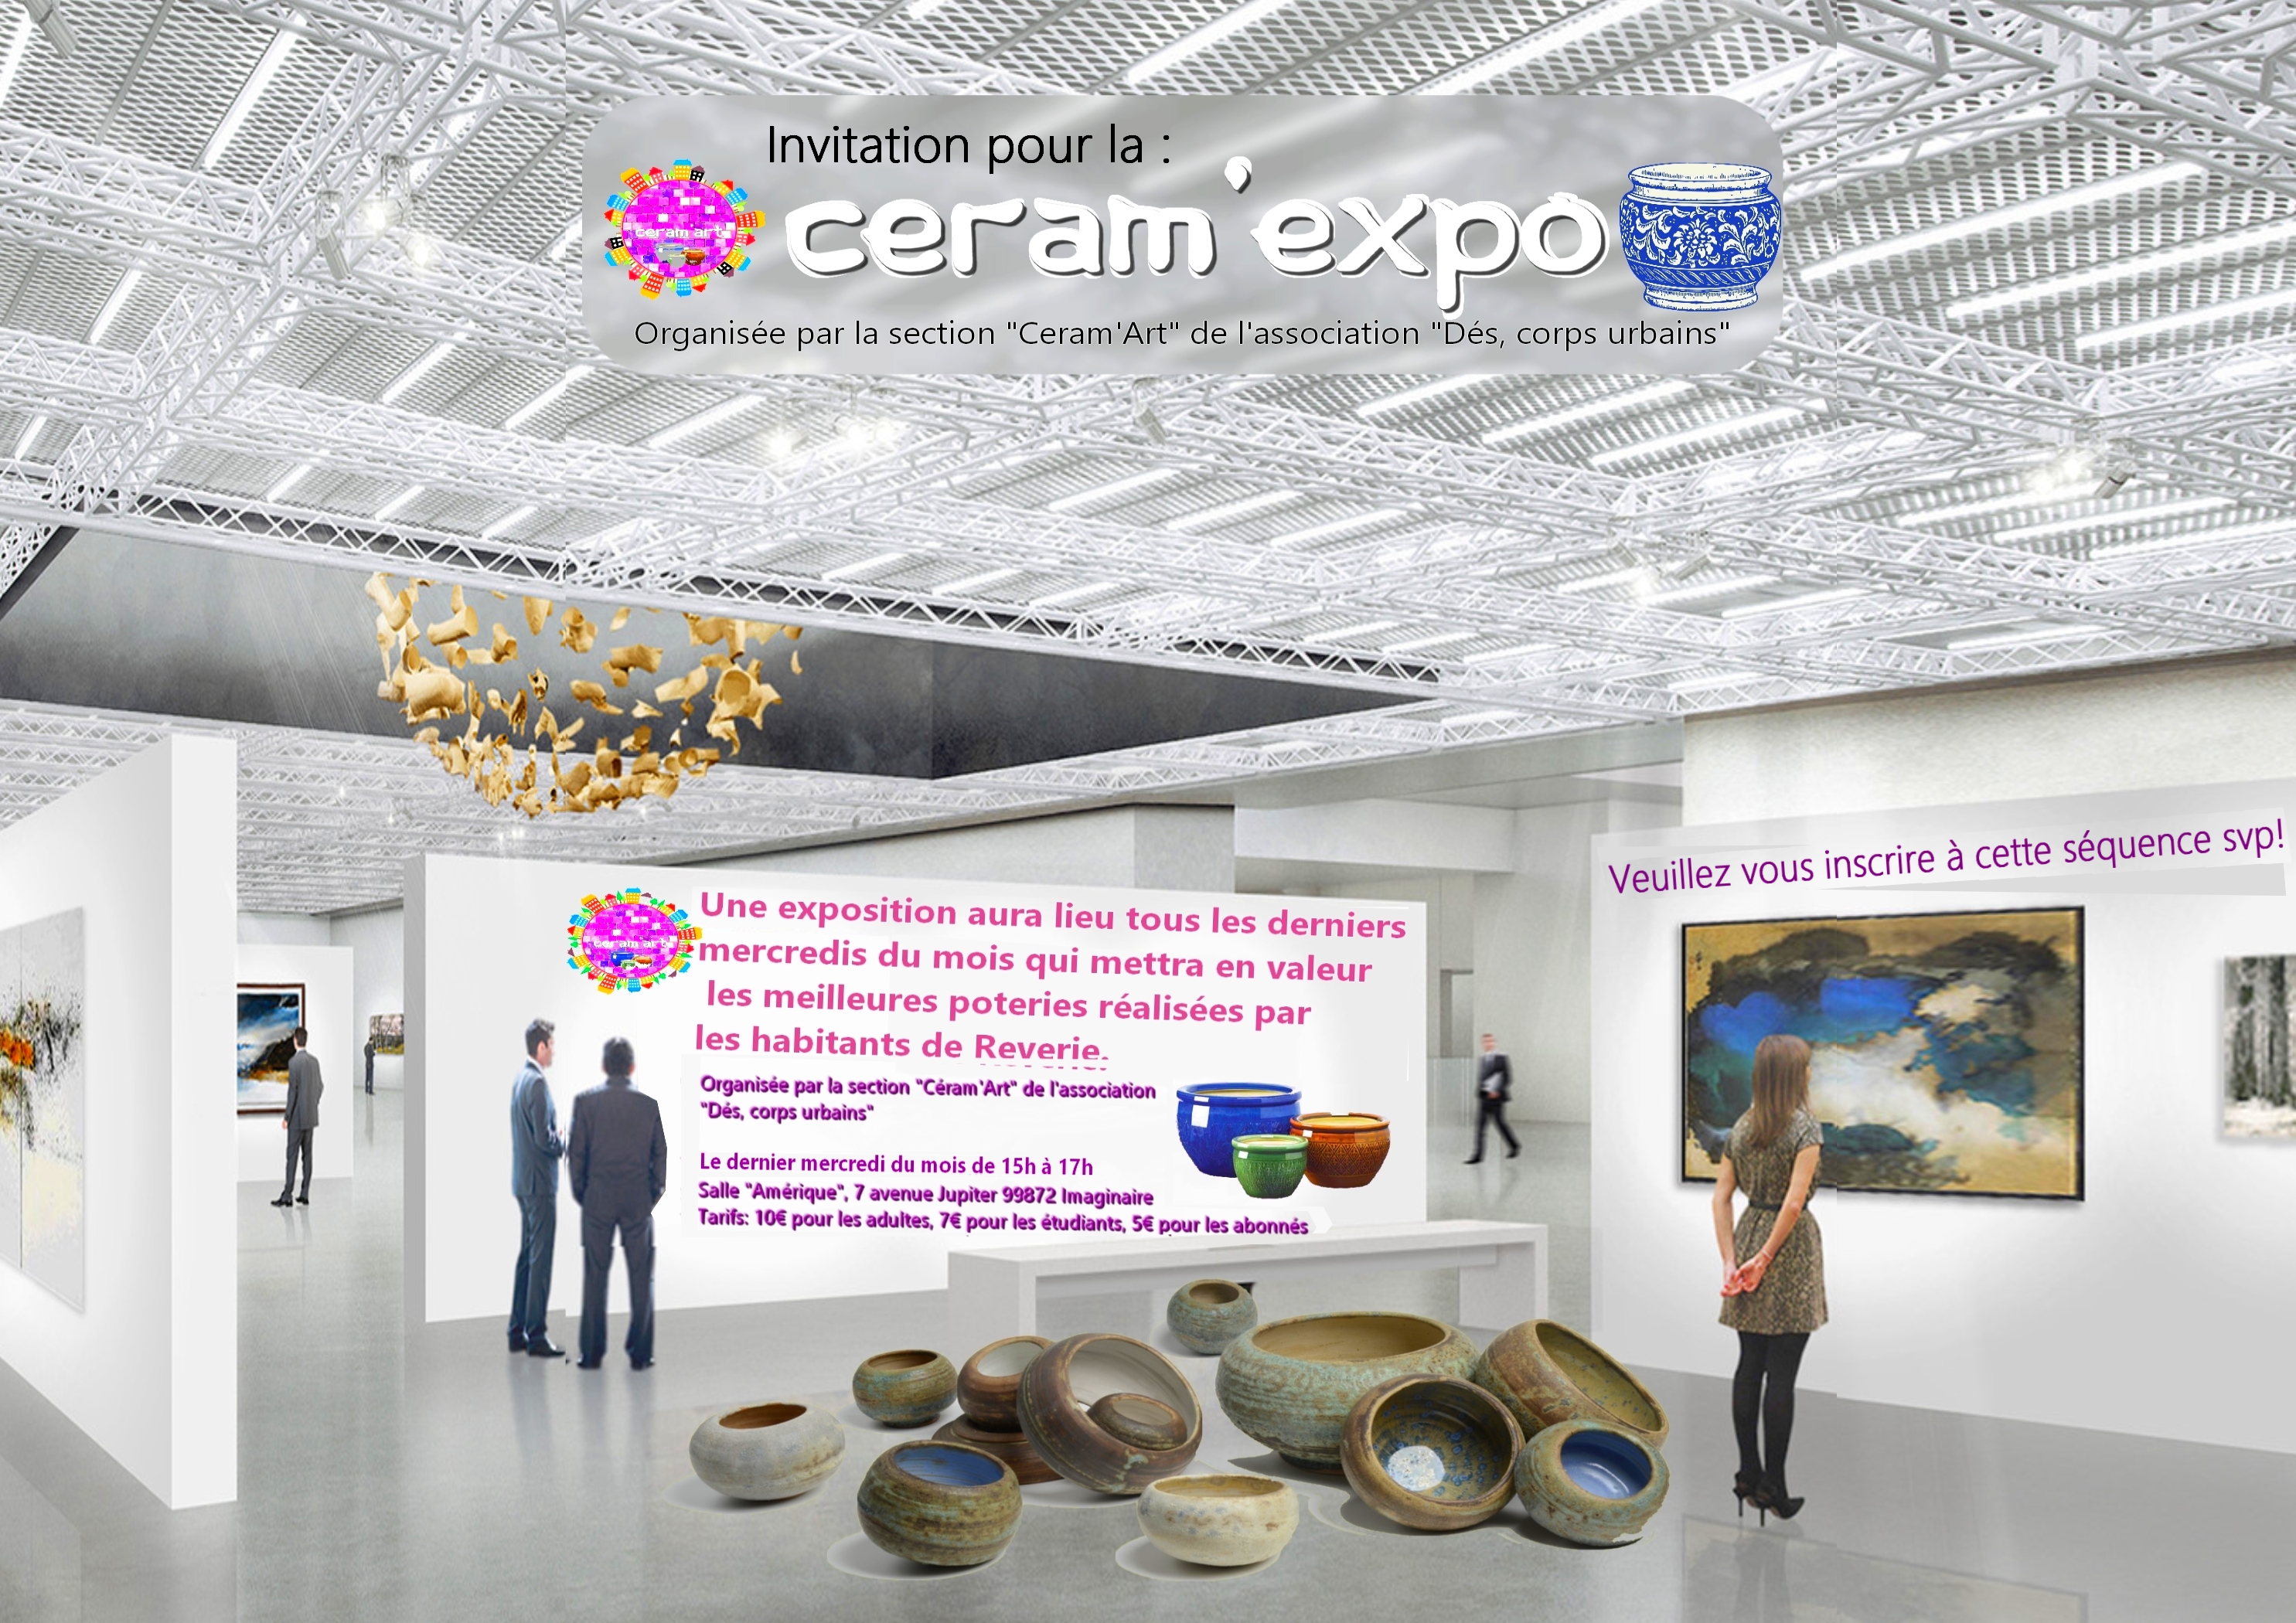 Invitation pour la :
ceram'expo
ceram art
Organisée par la section "Ceram'Art" de l'association "Dés, corps urbains"
Veuillez vous inscrire à cette séquence svp!
ceram art
Une exposition aura lieu tous les derniers
mercredis du mois qui mettra en valeur
les meilleures poteries réalisées par
les habitants de Reverie.
Organisée par la section "Céram'Art" de l'association
"Dés, corps urbains"
Le dernier mercredi du mois de 15h à 17h
Salle "Amérique", 7 avenue Jupiter 99872 Imaginaire
Tarifs: 10€ pour les adultes, 7€ pour les étudiants, 5€ pour les abonnés